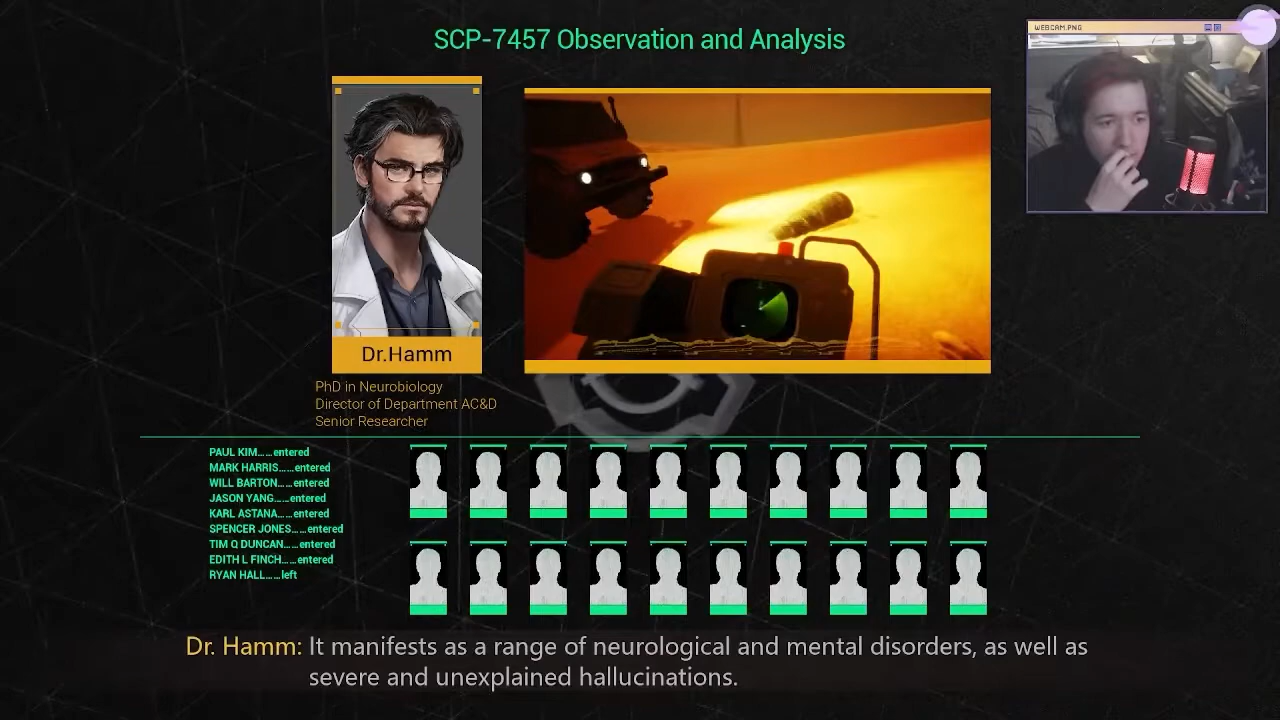 SCP-7457 Observation and Analysis
WEBCAM.PNG
Dr.Hamm
PhD in Neurobiology
Director of Department AC&D
Senior Researcher
PAUL KIM......entered
MARK HARRIS......entered
WILL BARTON......entered
JASON YANG......entered
KARL ASTANA......entered
SPENCER JONES......entered
TIM Q DUNCAN......entered
EDITH L FINCH......entered
RYAN HALL......left
Dr. Hamm: It manifests as a range of neurological and mental disorders, as well as
severe and unexplained hallucinations.